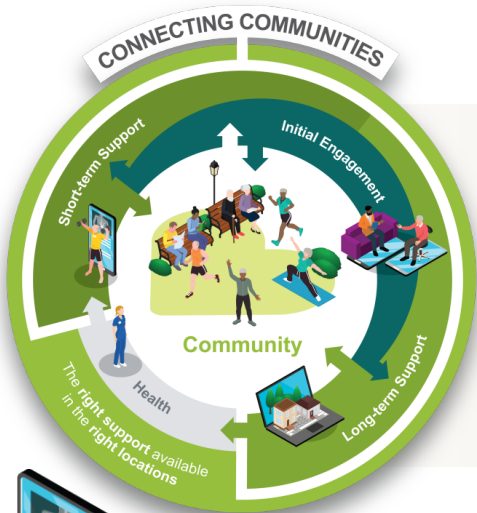 CONNECTING COMMUNITIES
Short-term Support
Initial Engagement
Community
Long-term Support
Health
The right support available
in the right locations